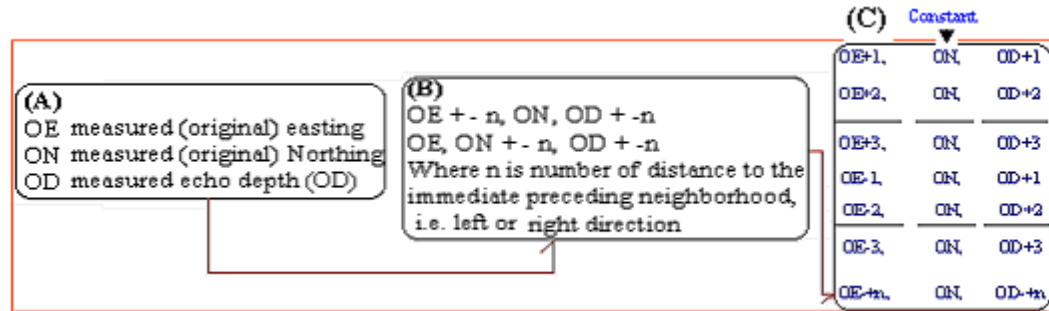 (A)
OE measured (original) easting
ON measured (original) Northing
OD measured echo depth (OD)
(B)
OE + - n, ON, OD + -n
OE, ON + - n, OD + -n
Where n is number of distance to the
immediate preceding neighborhood,
i.e. left or right direction
(C) Constant
OE+1, ON, OD+1
OE+2, ON, OD+2
OE+3, ON, OD+3
OE-1, ON, OD+1
OE-2, ON, OD+2
OE-3, ON, OD+3
OE-+n, ON, OD-+n